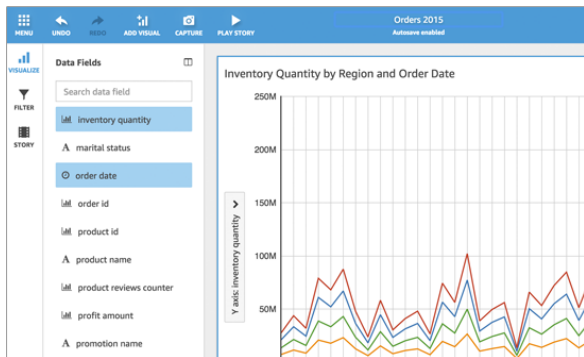 MENU
UNDO
REDO
ADD VISUAL
CAPTURE
PLAY STORY
Orders 2015
Autosave enabled
VISUALIZE
FILTER
STORY
Data Fields
Search data field
inventory quantity
A marital status
order date
order id
product id
A product name
product reviews counter
profit amount
A promotion name
Inventory Quantity by Region and Order Date
Y axis: inventory quantity
250M
200M
150M
100M
50M